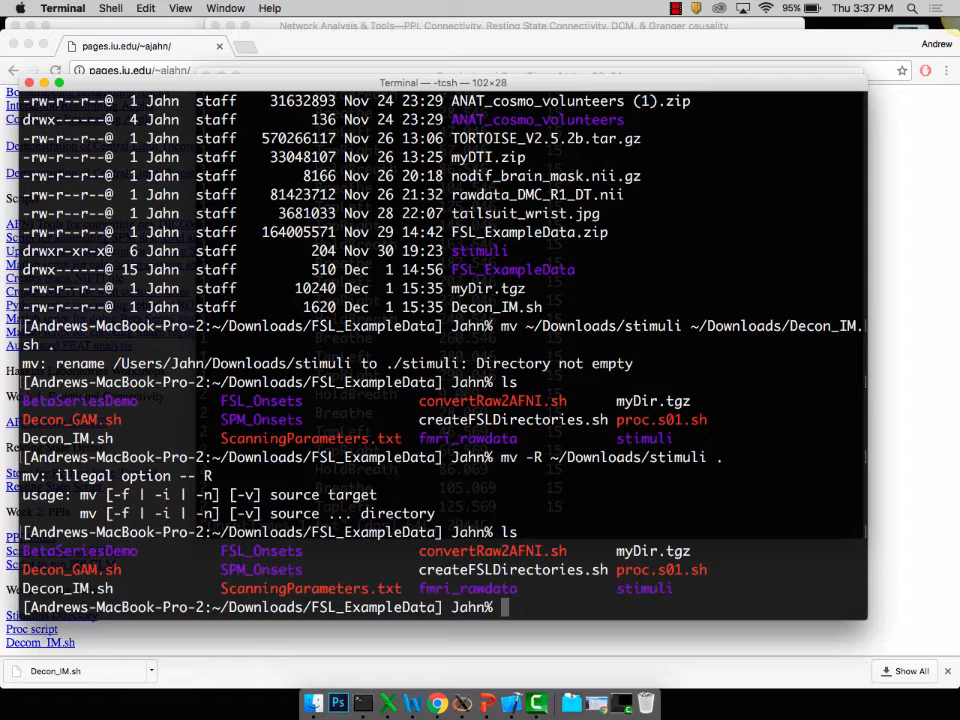 Terminal Shell Edit View Window Help 95% Thu 3:37 PM
Network Analysis & Tools—PPI, Connectivity, Resting State Connectivity, DCM, & Granger causality
pages.iu.edu/~ajahn/ Andrew
pages.iu.edu/~ajahn/
Terminal — -tcsh — 102×28
-rw-r--r--@ 1 Jahn staff 31632893 Nov 24 23:29 ANAT_cosmo_volunteers (1).zip
drwx------@ 4 Jahn staff 136 Nov 24 23:29 ANAT_cosmo_volunteers
-rw-r--r--@ 1 Jahn staff 570266117 Nov 26 13:06 TORTOISE_V2.5.2b.tar.gz
-rw-r--r--@ 1 Jahn staff 33048107 Nov 26 13:25 myDTI.zip
-rw-r--r--@ 1 Jahn staff 8166 Nov 26 20:18 nodif_brain_mask.nii.gz
-rw-r--r--@ 1 Jahn staff 81423712 Nov 26 21:32 rawdata_DMC_R1_DT.nii
-rw-r--r--@ 1 Jahn staff 3681033 Nov 28 22:07 tailsuit_wrist.jpg
-rw-r--r--@ 1 Jahn staff 164005571 Nov 29 14:42 FSL_ExampleData.zip
drwxr-xr-x@ 6 Jahn staff 204 Nov 30 19:23 stimuli
drwx------@ 15 Jahn staff 510 Dec 1 14:56 FSL_ExampleData
-rw-r--r--@ 1 Jahn staff 10240 Dec 1 15:35 myDir.tgz
-rw-r--r--@ 1 Jahn staff 1620 Dec 1 15:35 Decon_IM.sh
[Andrews-MacBook-Pro-2:~/Downloads/FSL_ExampleData] Jahn% mv ~/Downloads/stimuli ~/Downloads/Decon_IM.
sh .
mv: rename /Users/Jahn/Downloads/stimuli to ./stimuli: Directory not empty
[Andrews-MacBook-Pro-2:~/Downloads/FSL_ExampleData] Jahn% ls
BetaSeriesDemo FSL_Onsets convertRaw2AFNI.sh myDir.tgz
Decon_GAM.sh SPM_Onsets createFSLDirectories.sh proc.s01.sh
Decon_IM.sh ScanningParameters.txt fmri_rawdata stimuli
[Andrews-MacBook-Pro-2:~/Downloads/FSL_ExampleData] Jahn% mv -R ~/Downloads/stimuli .
mv: illegal option -- R
usage: mv [-f | -i | -n] [-v] source target
mv [-f | -i | -n] [-v] source ... directory
[Andrews-MacBook-Pro-2:~/Downloads/FSL_ExampleData] Jahn% ls
BetaSeriesDemo FSL_Onsets convertRaw2AFNI.sh myDir.tgz
Decon_GAM.sh SPM_Onsets createFSLDirectories.sh proc.s01.sh
Decon_IM.sh ScanningParameters.txt fmri_rawdata stimuli
[Andrews-MacBook-Pro-2:~/Downloads/FSL_ExampleData] Jahn%
Proc script
Decom_IM.sh
Decon_IM.sh Show All